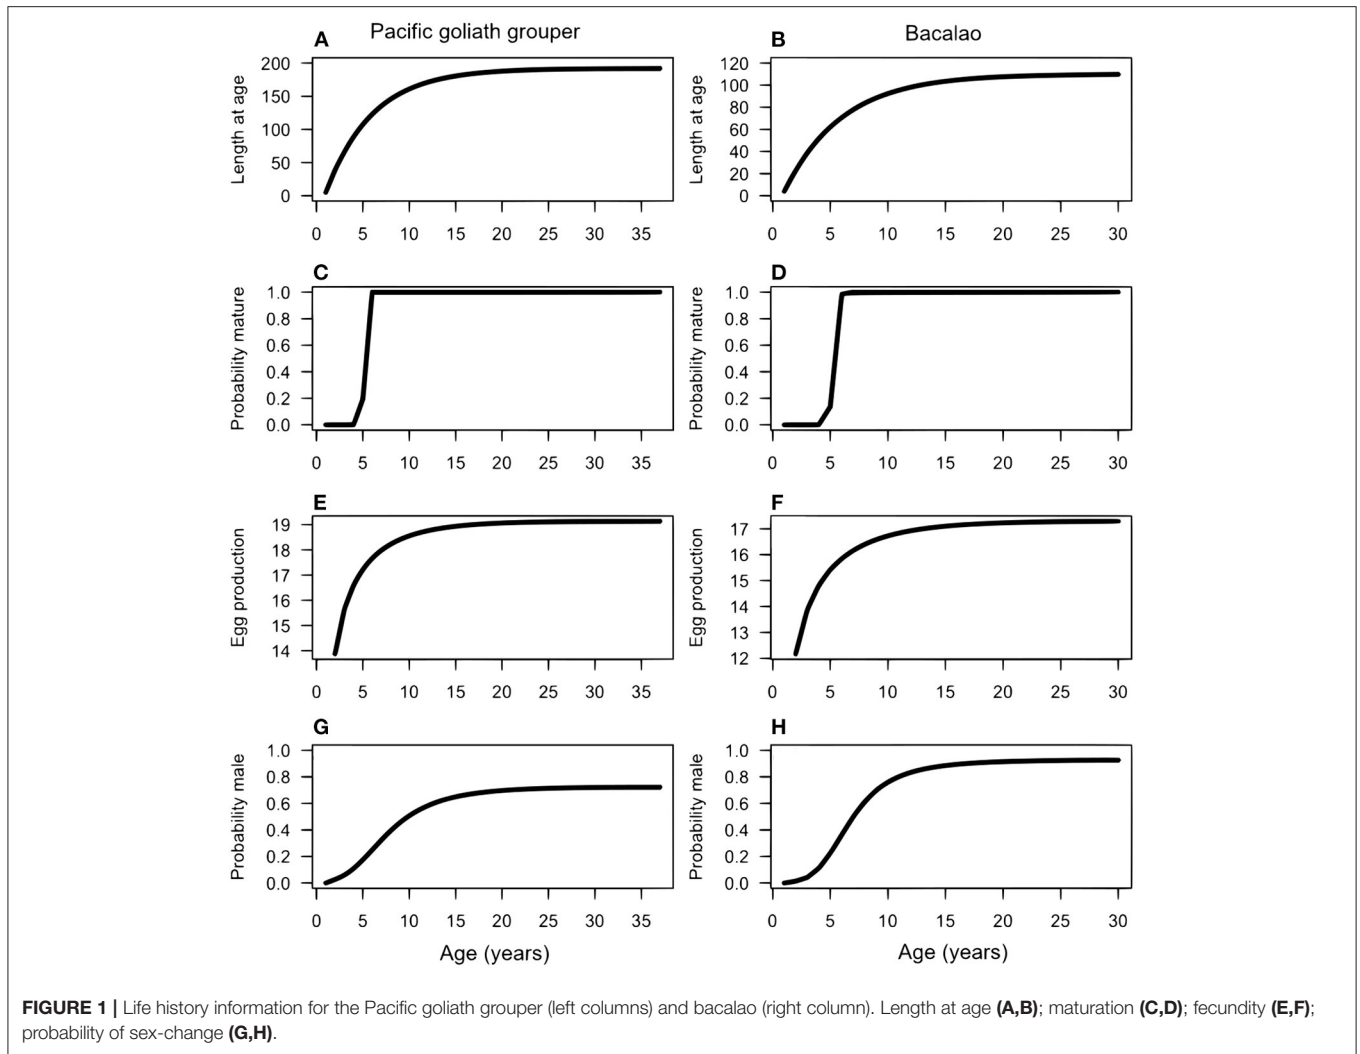 A Pacific goliath grouper
B Bacalao
Length at age
200
150
100
50
0
0 5 10 15 20 25 30 35
Length at age
120
100
80
60
40
20
0
0 5 10 15 20 25 30
C
Probability mature
1.0
0.8
0.6
0.4
0.2
0.0
0 5 10 15 20 25 30 35
D
Probability mature
1.0
0.8
0.6
0.4
0.2
0.0
0 5 10 15 20 25 30
E
Egg production
19
18
17
16
15
14
0 5 10 15 20 25 30 35
F
Egg production
17
16
15
14
13
12
0 5 10 15 20 25 30
G
Probability male
1.0
0.8
0.6
0.4
0.2
0.0
0 5 10 15 20 25 30 35
Age (years)
H
Probability male
1.0
0.8
0.6
0.4
0.2
0.0
0 5 10 15 20 25 30
Age (years)
FIGURE 1 | Life history information for the Pacific goliath grouper (left columns) and bacalao (right column). Length at age (A,B); maturation (C,D); fecundity (E,F);
probability of sex-change (G,H).